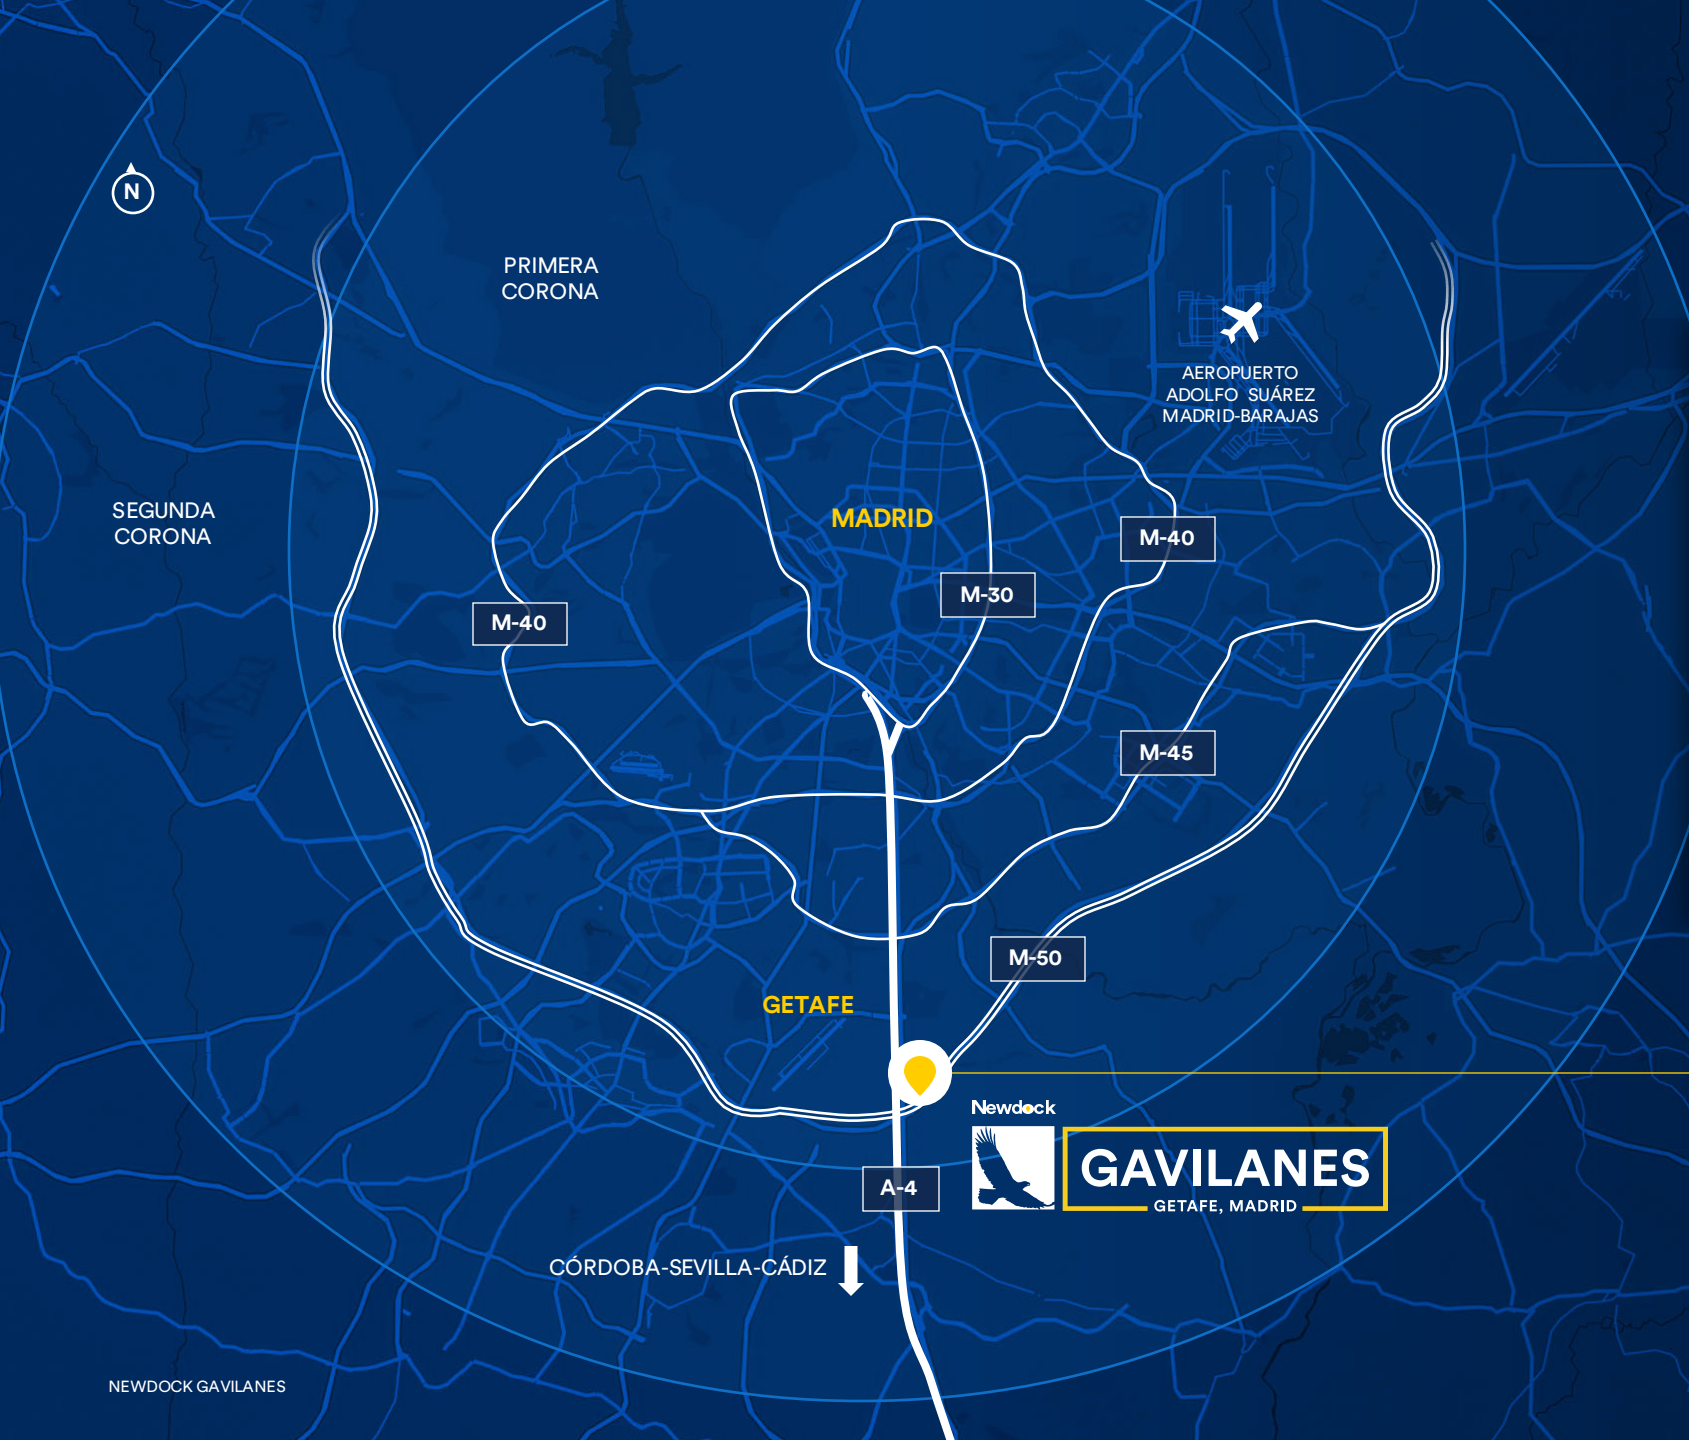 N
PRIMERA
CORONA
AEROPUERTO
ADOLFO SUÁREZ
MADRID-BARAJAS
SEGUNDA
CORONA
MADRID
M-40
M-30
M-40
M-45
M-50
GETAFE
Newdock
GAVILANES
GETAFE, MADRID
A-4
CÓRDOBA-SEVILLA-CÁDIZ
NEWDOCK GAVILANES